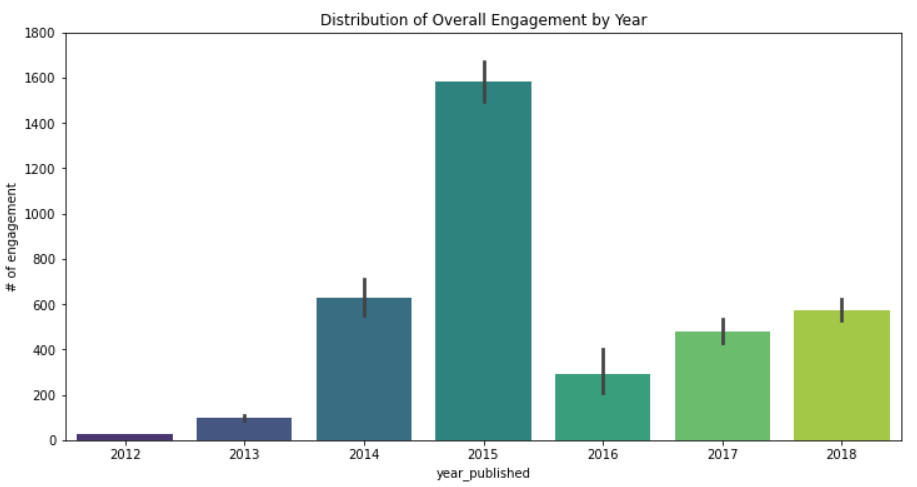 Distribution of Overall Engagement by Year
# of engagement
1800
1600
1400
1200
1000
800
600
400
200
0
2012 2013 2014 2015 2016 2017 2018
year_published